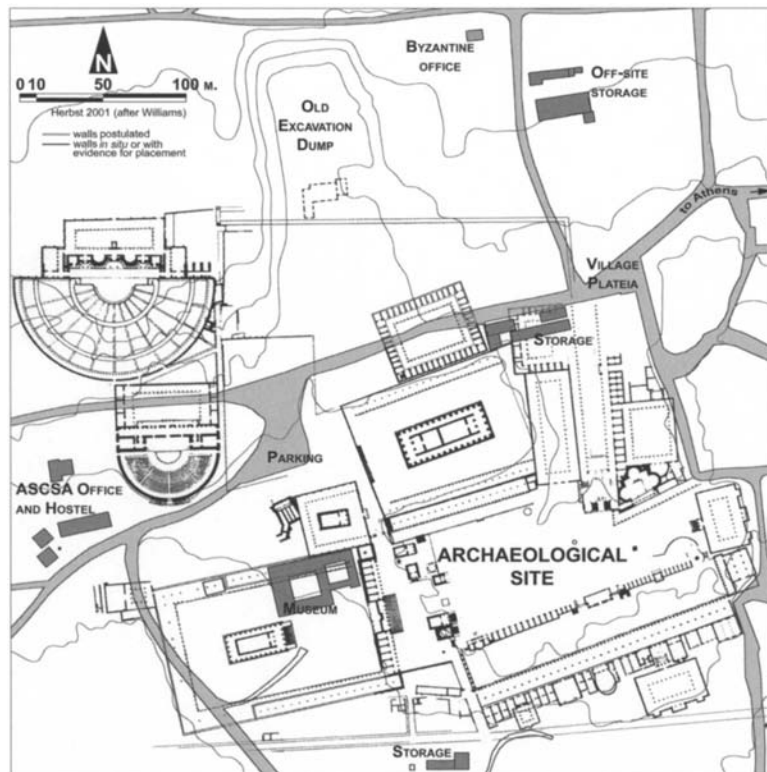 N
0 10 50 100 M.
Herbst 2001 (after Williams)
walls postulated
walls in situ or with
evidence for placement
BYZANTINE
OFFICE
OFF-SITE
STORAGE
OLD
EXCAVATION
DUMP
to Athens
VILLAGE
PLATEIA
STORAGE
PARKING
ASCSA OFFICE
AND HOSTEL
ARCHAEOLOGICAL
SITE
MUSEUM
STORAGE